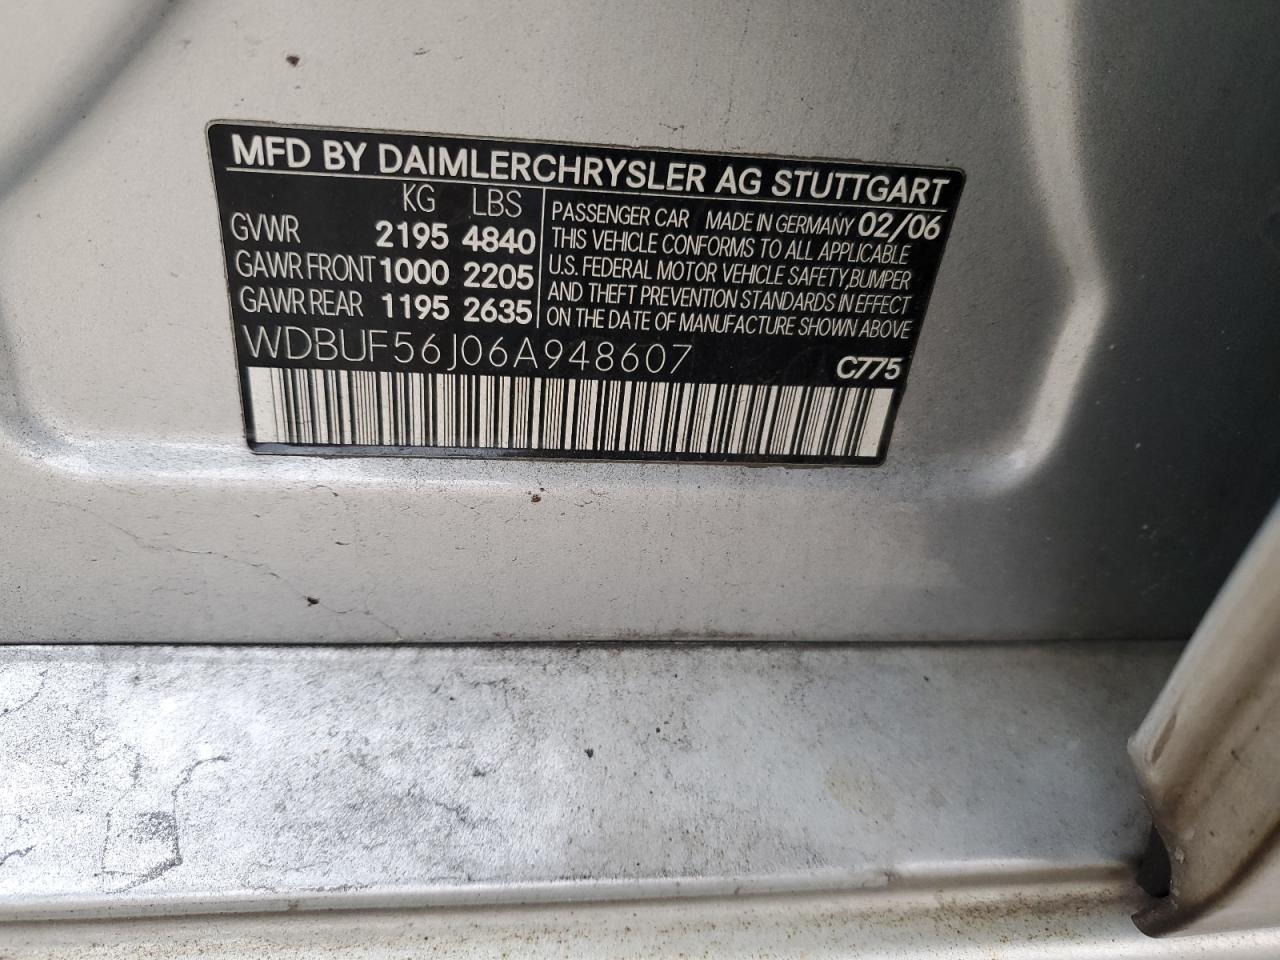 MFD BY DAIMLERCHRYSLER AG STUTTGART
KG LBS
GVWR 2195 4840
GAWR FRONT 1000 2205
GAWR REAR 1195 2635
PASSENGER CAR MADE IN GERMANY 02/06
THIS VEHICLE CONFORMS TO ALL APPLICABLE
U.S. FEDERAL MOTOR VEHICLE SAFETY,BUMPER
AND THEFT PREVENTION STANDARDS IN EFFECT
ON THE DATE OF MANUFACTURE SHOWN ABOVE
WDBUF56J06A948607
C775